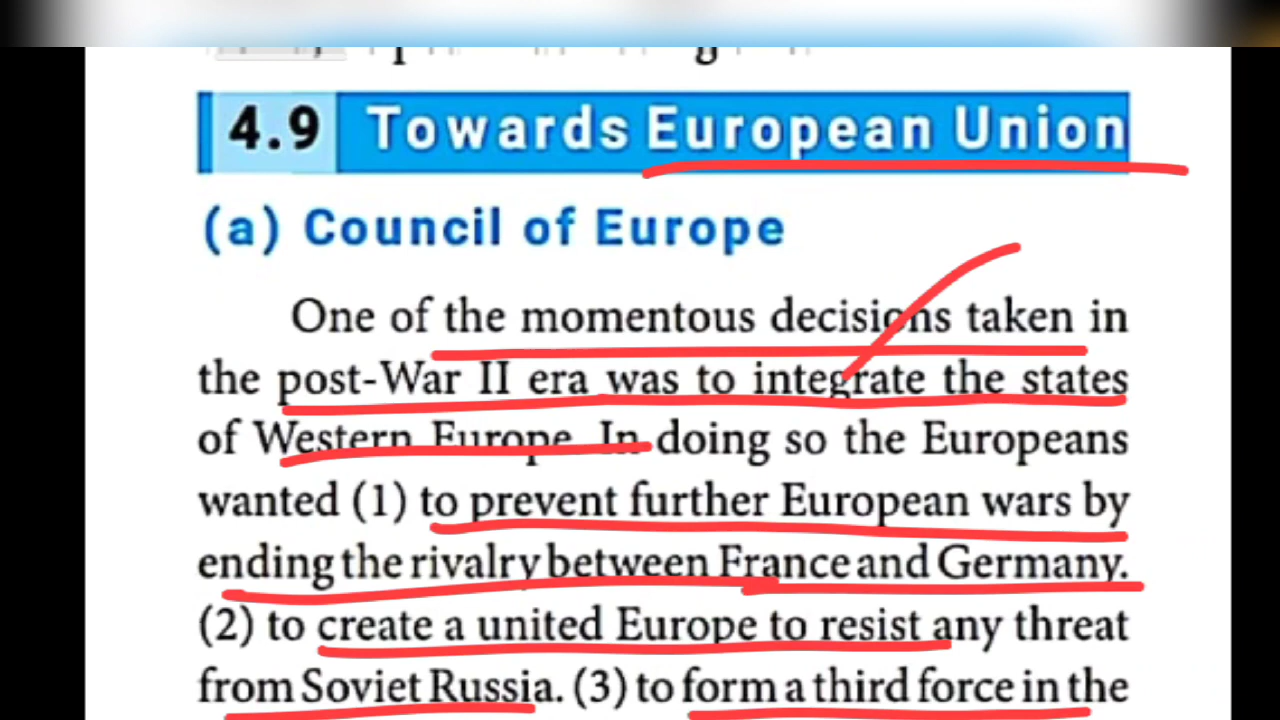 4.9 Towards European Union
(a) Council of Europe
One of the momentous decisions taken in
the post-War II era was to integrate the states
of Western Europe. In doing so the Europeans
wanted (1) to prevent further European wars by
ending the rivalry between France and Germany.
(2) to create a united Europe to resist any threat
from Soviet Russia. (3) to form a third force in the